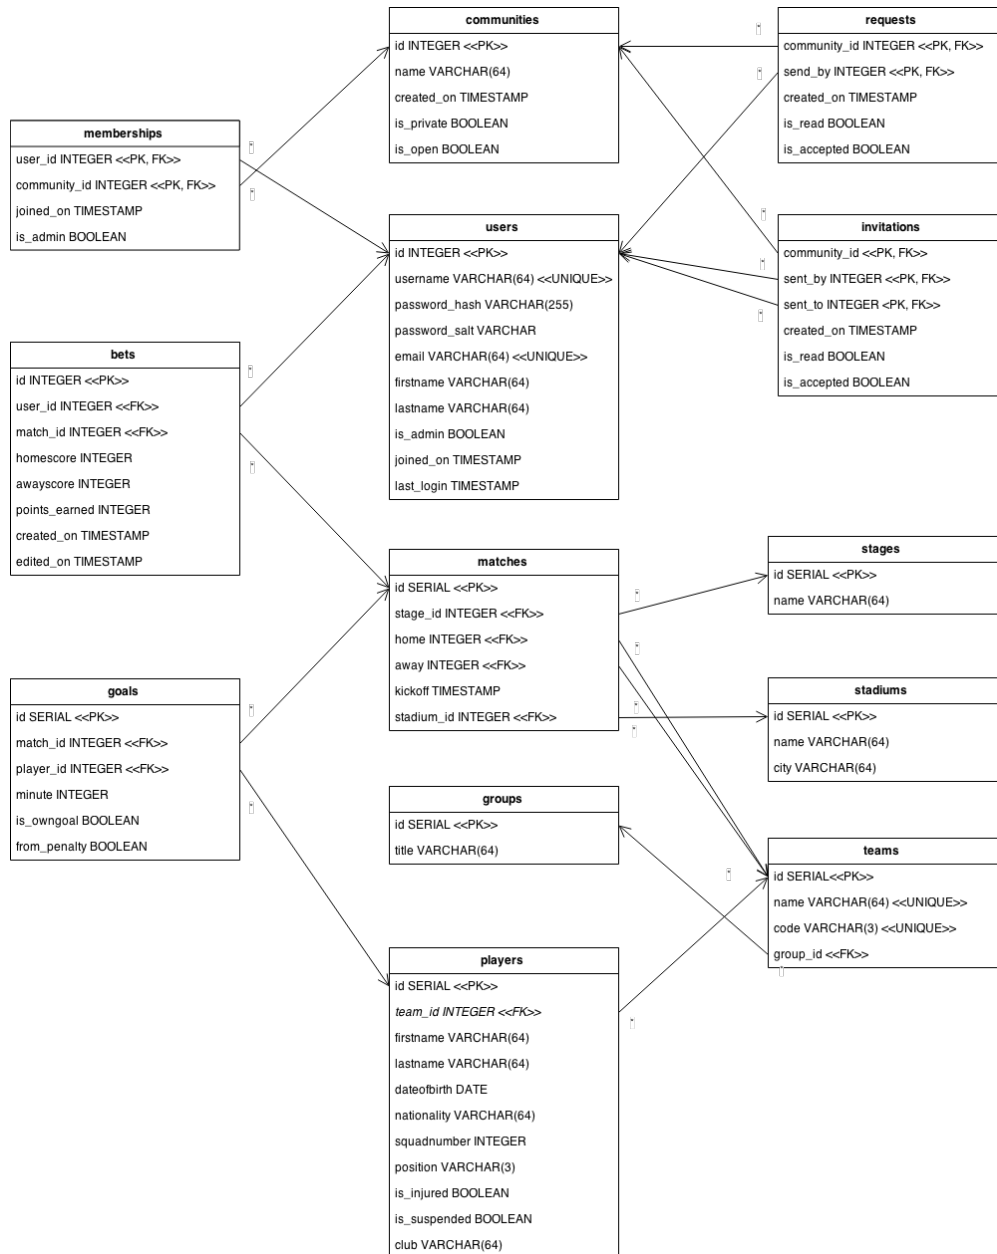 communities
id INTEGER <<PK>>
name VARCHAR(64)
created_on TIMESTAMP
is_private BOOLEAN
is_open BOOLEAN
requests
community_id INTEGER <<PK, FK>>
send_by INTEGER <<PK, FK>>
created_on TIMESTAMP
is_read BOOLEAN
is_accepted BOOLEAN
memberships
user_id INTEGER <<PK, FK>>
community_id INTEGER <<PK, FK>>
joined_on TIMESTAMP
is_admin BOOLEAN
users
id INTEGER <<PK>>
username VARCHAR(64) <<UNIQUE>>
password_hash VARCHAR(255)
password_salt VARCHAR
email VARCHAR(64) <<UNIQUE>>
firstname VARCHAR(64)
lastname VARCHAR(64)
is_admin BOOLEAN
joined_on TIMESTAMP
last_login TIMESTAMP
invitations
community_id <<PK, FK>>
sent_by INTEGER <<PK, FK>>
sent_to INTEGER <PK, FK>>
created_on TIMESTAMP
is_read BOOLEAN
is_accepted BOOLEAN
bets
id INTEGER <<PK>>
user_id INTEGER <<FK>>
match_id INTEGER <<FK>>
homescore INTEGER
awayscore INTEGER
points_earned INTEGER
created_on TIMESTAMP
edited_on TIMESTAMP
matches
id SERIAL <<PK>>
stage_id INTEGER <<FK>>
home INTEGER <<FK>>
away INTEGER <<FK>>
kickoff TIMESTAMP
stadium_id INTEGER <<FK>>
stages
id SERIAL <<PK>>
name VARCHAR(64)
goals
id SERIAL <<PK>>
match_id INTEGER <<FK>>
player_id INTEGER <<FK>>
minute INTEGER
is_owngoal BOOLEAN
from_penalty BOOLEAN
stadiums
id SERIAL <<PK>>
name VARCHAR(64)
city VARCHAR(64)
groups
id SERIAL <<PK>>
title VARCHAR(64)
teams
id SERIAL<<PK>>
name VARCHAR(64) <<UNIQUE>>
code VARCHAR(3) <<UNIQUE>>
group_id <<FK>>
players
id SERIAL <<PK>>
team_id INTEGER <<FK>>
firstname VARCHAR(64)
lastname VARCHAR(64)
dateofbirth DATE
nationality VARCHAR(64)
squadnumber INTEGER
position VARCHAR(3)
is_injured BOOLEAN
is_suspended BOOLEAN
club VARCHAR(64)